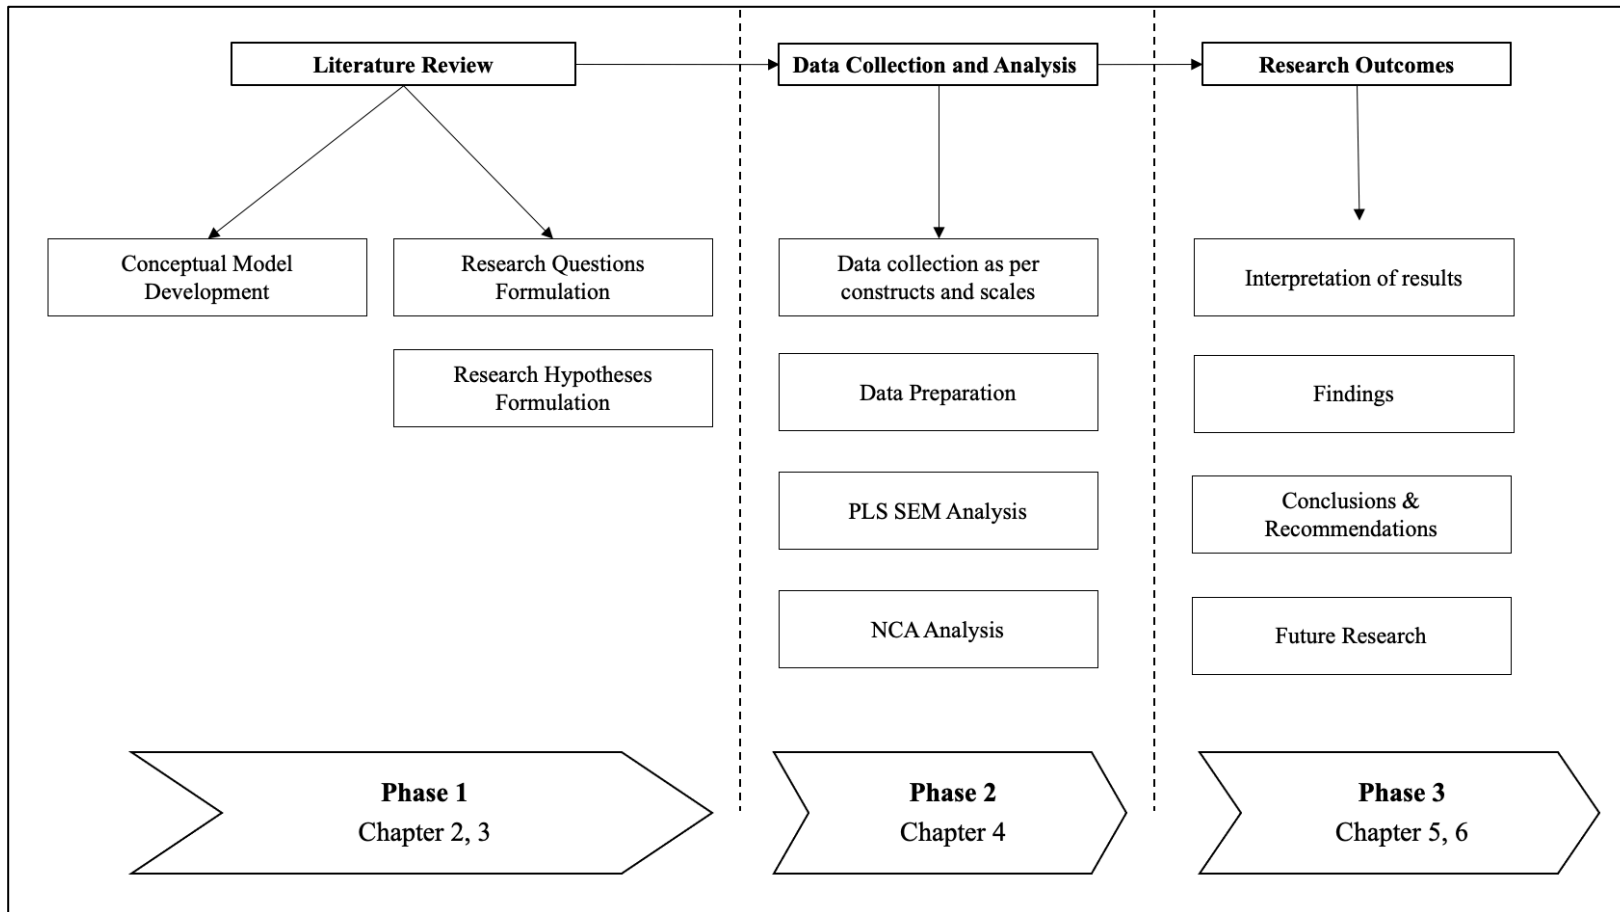 Literature Review
Data Collection and Analysis
Research Outcomes
Conceptual Model
Development
Research Questions
Formulation
Research Hypotheses
Formulation
Data collection as per
constructs and scales
Data Preparation
PLS SEM Analysis
NCA Analysis
Interpretation of results
Findings
Conclusions &
Recommendations
Future Research
Phase 1
Chapter 2, 3
Phase 2
Chapter 4
Phase 3
Chapter 5, 6